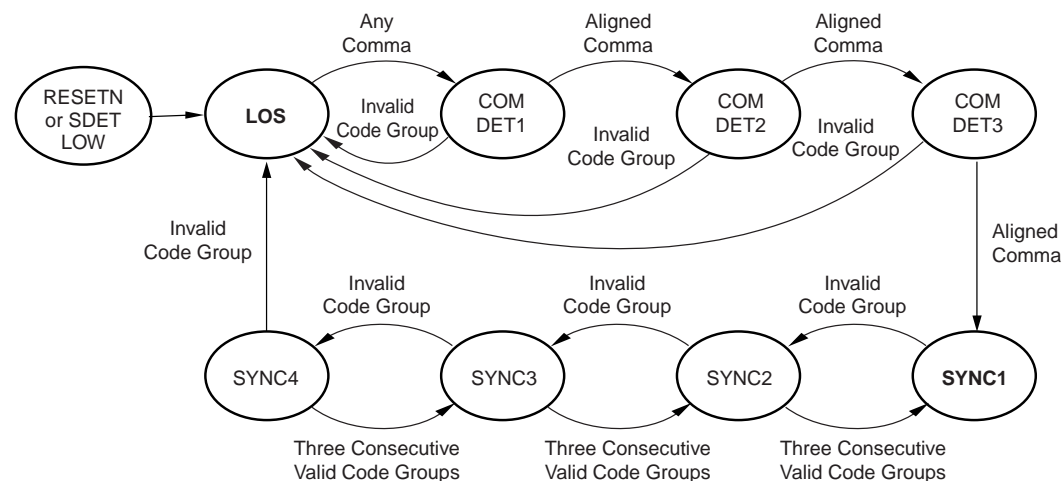 Any
Comma
Aligned
Comma
Aligned
Comma
RESETN
or SDET
LOW
LOS
Invalid
Code Group
COM
DET1
Invalid
Code Group
COM
DET2
Invalid
Code Group
COM
DET3
Invalid
Code Group
Aligned
Comma
Invalid
Code Group
Invalid
Code Group
Invalid
Code Group
SYNC4
SYNC3
SYNC2
SYNC1
Three Consecutive
Valid Code Groups
Three Consecutive
Valid Code Groups
Three Consecutive
Valid Code Groups